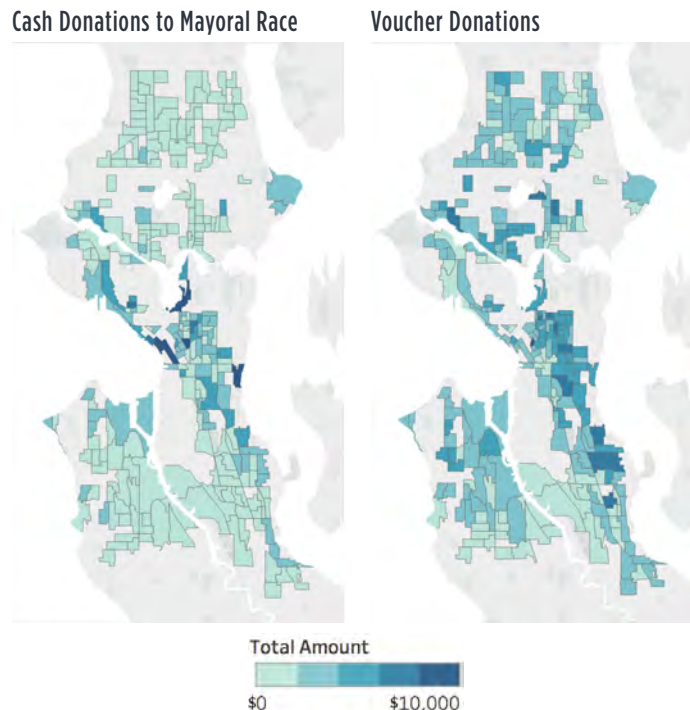 Cash Donations to Mayoral Race
Voucher Donations
Total Amount
$0
$10,000